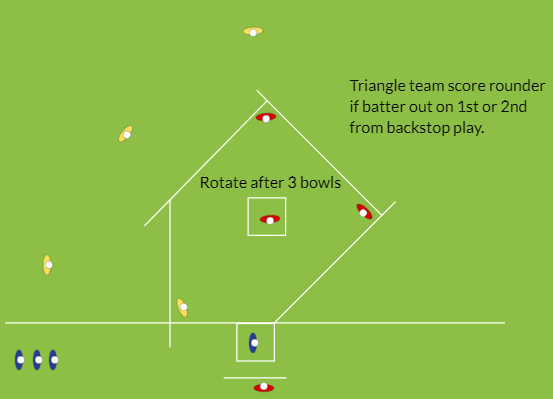 Triangle team score rounder
if batter out on 1st or 2nd
from backstop play.
Rotate after 3 bowls